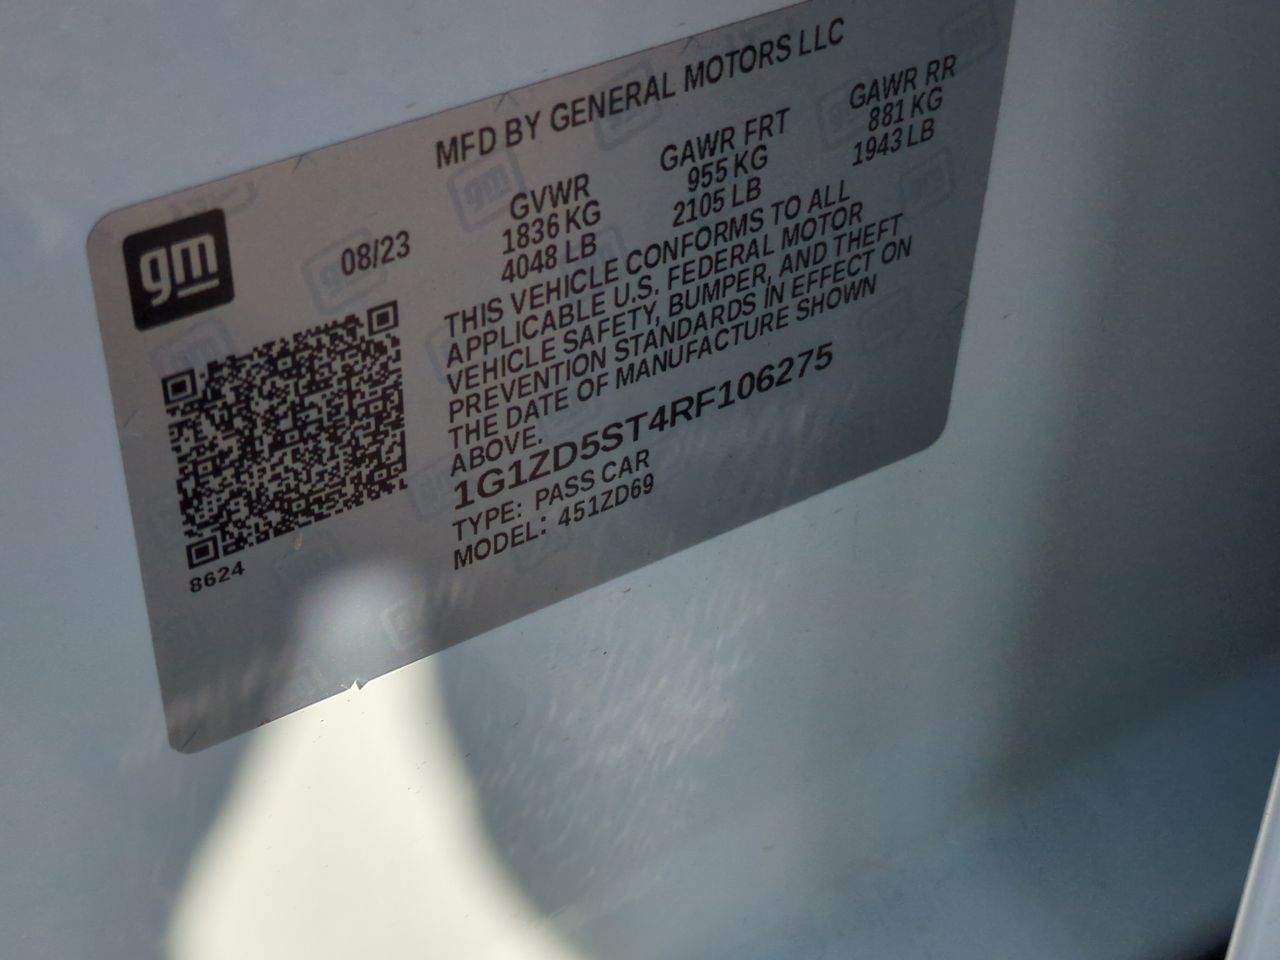 MFD BY GENERAL MOTORS LLC
gm
08/23
GVWR GAWR FRT GAWR RR
1836 KG 955 KG 881 KG
4048 LB 2105 LB 1943 LB
THIS VEHICLE CONFORMS TO ALL
APPLICABLE U.S. FEDERAL MOTOR
VEHICLE SAFETY, BUMPER, AND THEFT
PREVENTION STANDARDS IN EFFECT ON
THE DATE OF MANUFACTURE SHOWN
ABOVE.
1G1ZD5ST4RF106275
TYPE: PASS CAR
MODEL: 451ZD69
8624